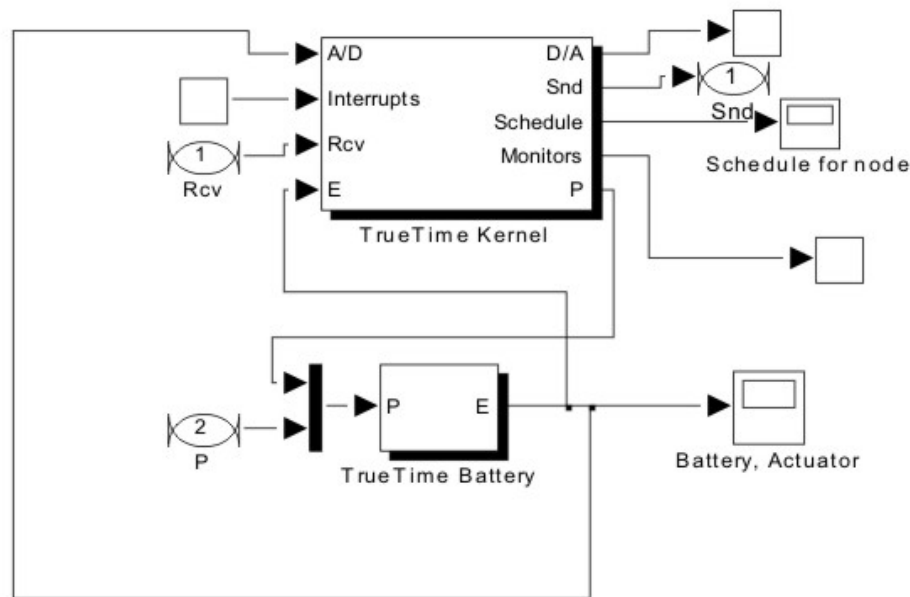 A/D
D/A
1
Snd
Snd
Interrupts
Schedule
Schedule for node
1
Rcv
Rcv
Monitors
E
P
TrueTime Kernel
P
E
2
P
TrueTime Battery
Battery, Actuator